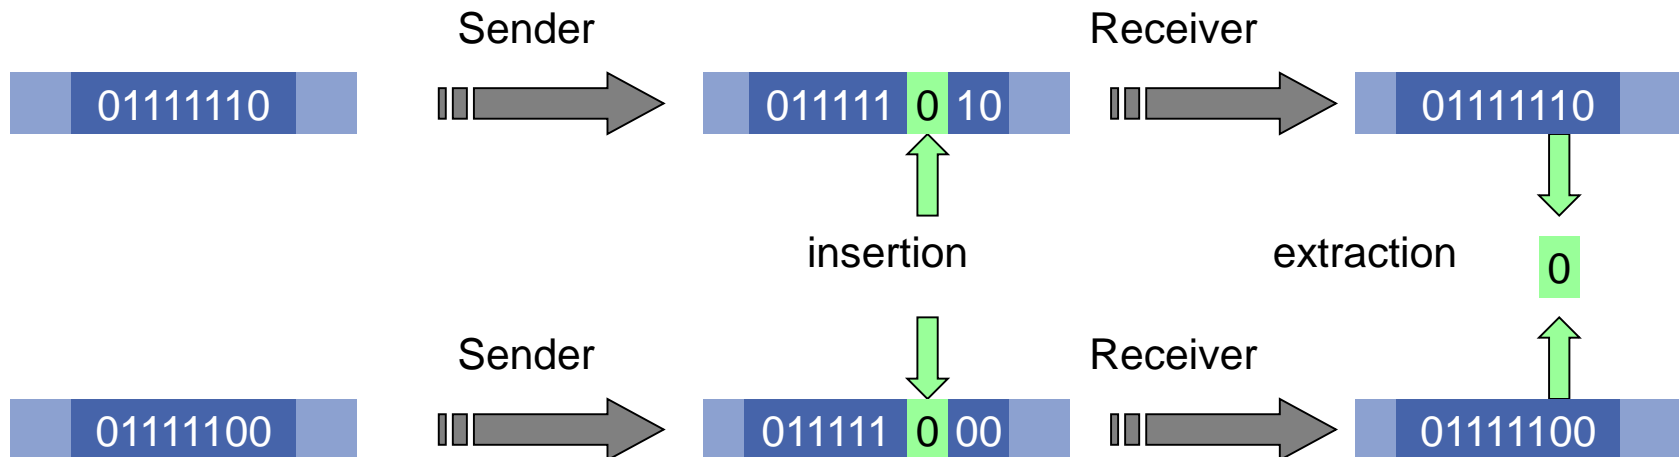 Sender Receiver
01111110 011111 0 10 01111110
insertion extraction 0
Sender Receiver
01111100 011111 0 00 01111100